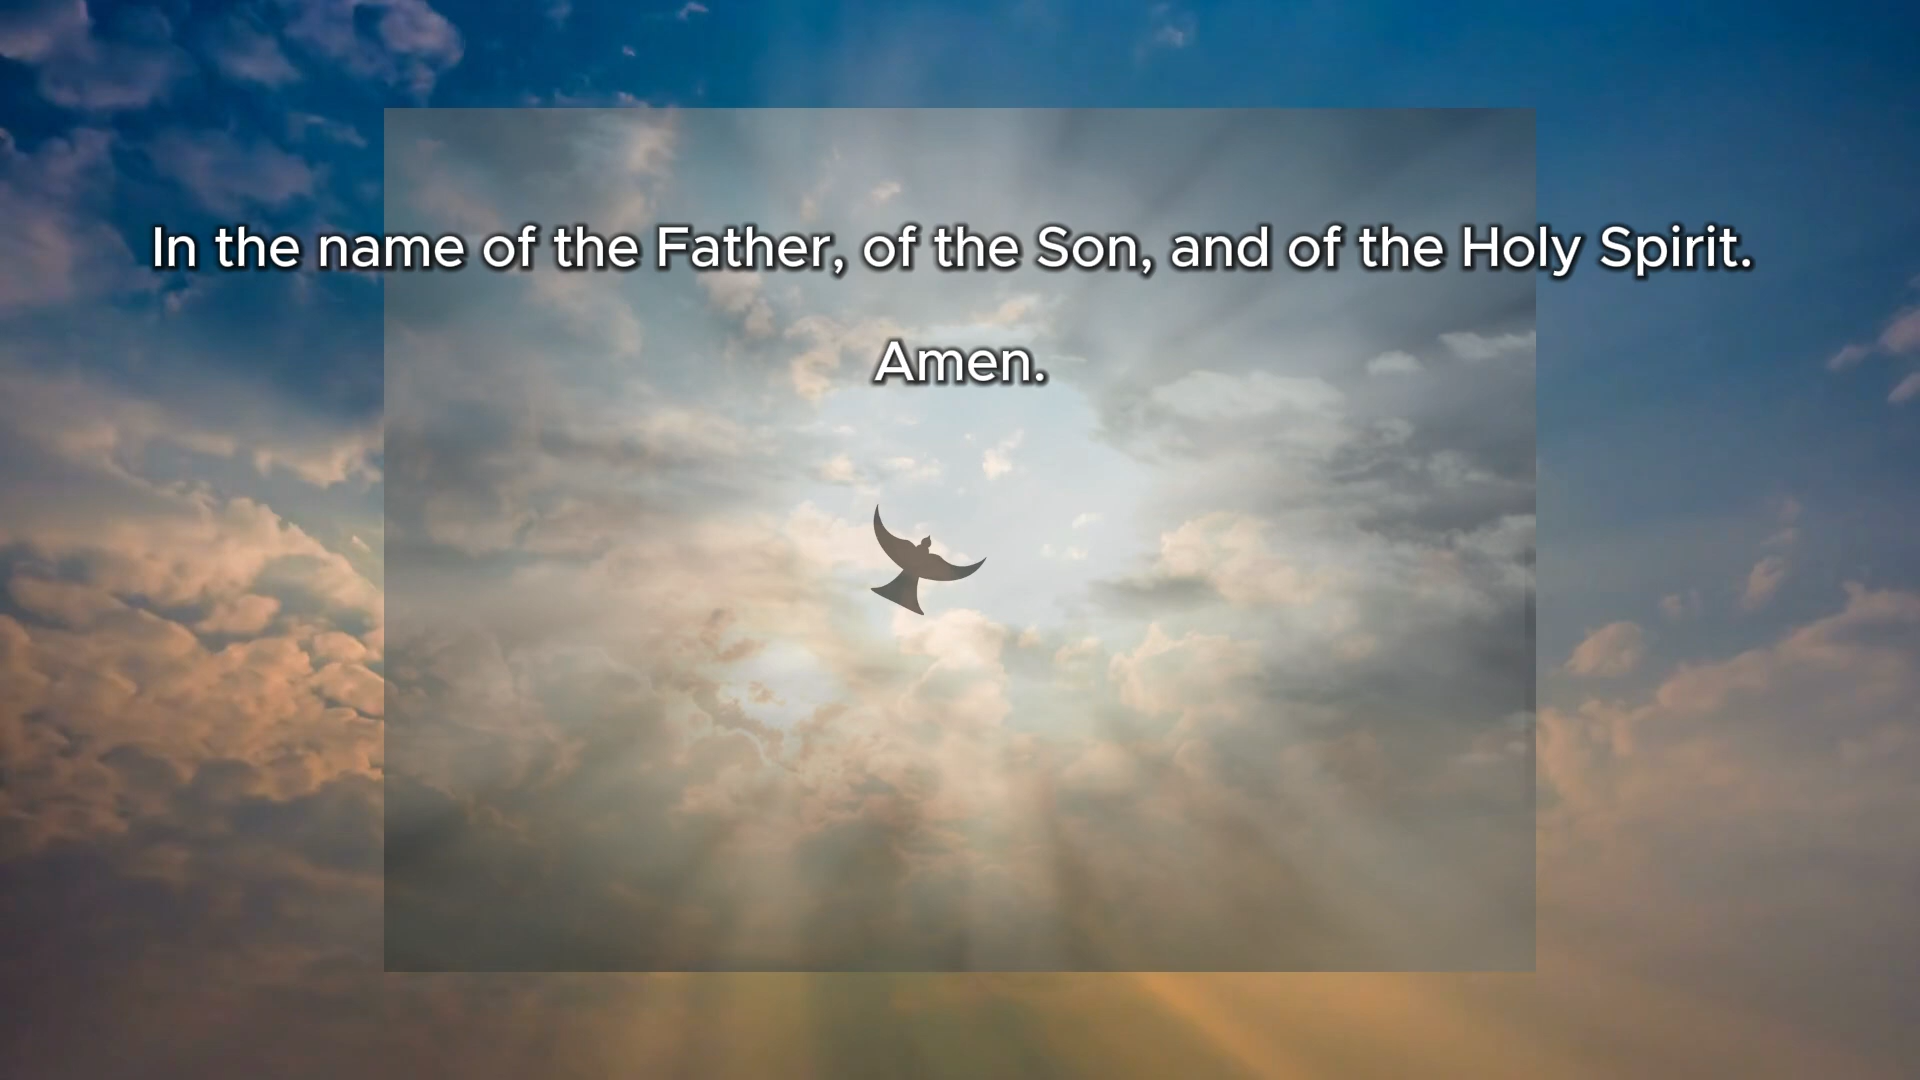 In the name of the Father, of the Son, and of the Holy Spirit.
Amen.